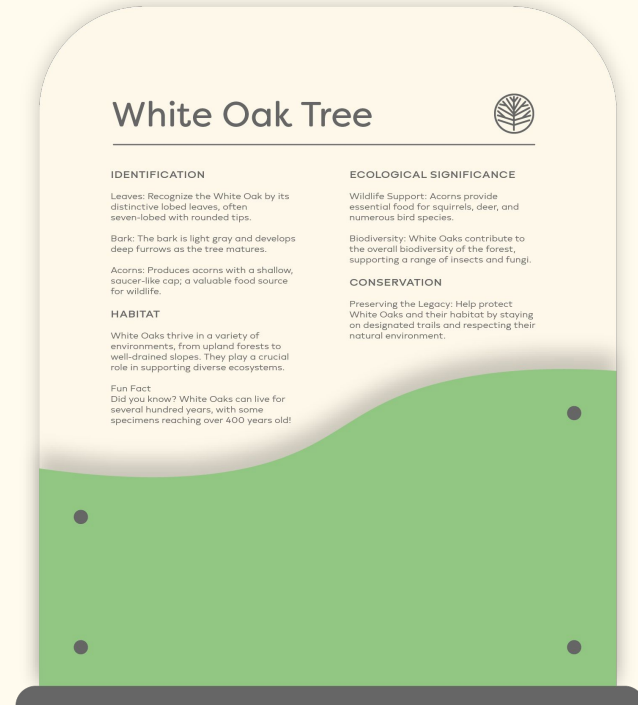 White Oak Tree
IDENTIFICATION
Leaves: Recognize the White Oak by its
distinctive lobed leaves, often
seven-lobed with rounded tips.
Bark: The bark is light gray and develops
deep furrows as the tree matures.
Acorns: Produces acorns with a shallow,
saucer-like cap; a valuable food source
for wildlife.
HABITAT
White Oaks thrive in a variety of
environments, from upland forests to
well-drained slopes. They play a crucial
role in supporting diverse ecosystems.
Fun Fact
Did you know? White Oaks can live for
several hundred years, with some
specimens reaching over 400 years old!
ECOLOGICAL SIGNIFICANCE
Wildlife Support: Acorns provide
essential food for squirrels, deer, and
numerous bird species.
Biodiversity: White Oaks contribute to
the overall biodiversity of the forest,
supporting a range of insects and fungi.
CONSERVATION
Preserving the Legacy: Help protect
White Oaks and their habitat by staying
on designated trails and respecting their
natural environment.